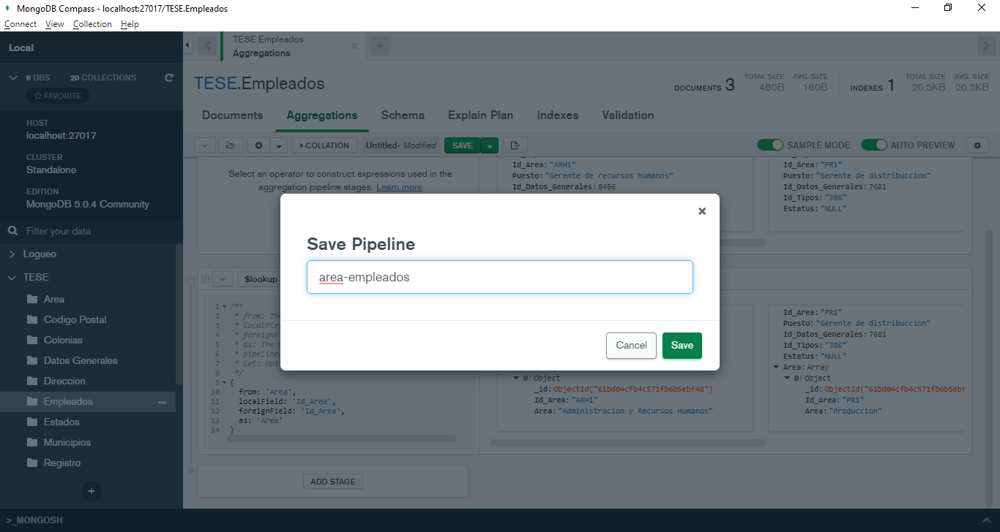 MongoDB Compass - localhost:27017/TESE.Empleados
Connect View Collection Help
Local
6 DBS 20 COLLECTIONS
FAVORITE
HOST
localhost:27017
CLUSTER
Standalone
EDITION
MongoDB 5.0.4 Community
Filter your data
Logueo
TESE
Area
Codigo Postal
Colonias
Datos Generales
Direccion
Empleados
Estados
Municipios
Registro
+
>_MONGOSH
TESE.Empleados
Aggregations
TESE.Empleados
DOCUMENTS 3 TOTAL SIZE 480B AVG. SIZE 160B INDEXES 1 TOTAL SIZE 20.5KB AVG. SIZE 20.5KB
Documents Aggregations Schema Explain Plan Indexes Validation
COLLATION Untitled- Modified SAVE SAMPLE MODE AUTO PREVIEW
Select an operator to construct expressions used in the
aggregation pipeline stages. Learn more
Id_Area: "ARH1"
Puesto: "Gerente de recursos humanos"
Id_Datos_Generales: 8456
Id_Area: "PR1"
Puesto: "Gerente de distribuccion"
Id_Datos_Generales: 7681
Id_Tipos: "386"
Estatus: "NULL"
Save Pipeline
area-empleados
Cancel Save
$lookup
1 /**
2 * from: The
3 * localFie
4 * foreignF
5 * as: The
6 * pipeline
7 * let: Opt
8 */
9 {
10 from: 'Area',
11 localField: 'Id_Area',
12 foreignField: 'Id_Area',
13 as: 'Area'
14 }
0: Object
_id: ObjectId("61bd04cfb4c571fb6b5ebf48")
Id_Area: "ARH1"
Area: "Administracion y Recursos Humanos"
Id_Area: "PR1"
Puesto: "Gerente de distribuccion"
Id_Datos_Generales: 7681
Id_Tipos: "386"
Estatus: "NULL"
Area: Array
0: Object
_id: ObjectId("61bd04cfb4c571fb6b5ebf
Id_Area: "PR1"
Area: "Produccion"
ADD STAGE